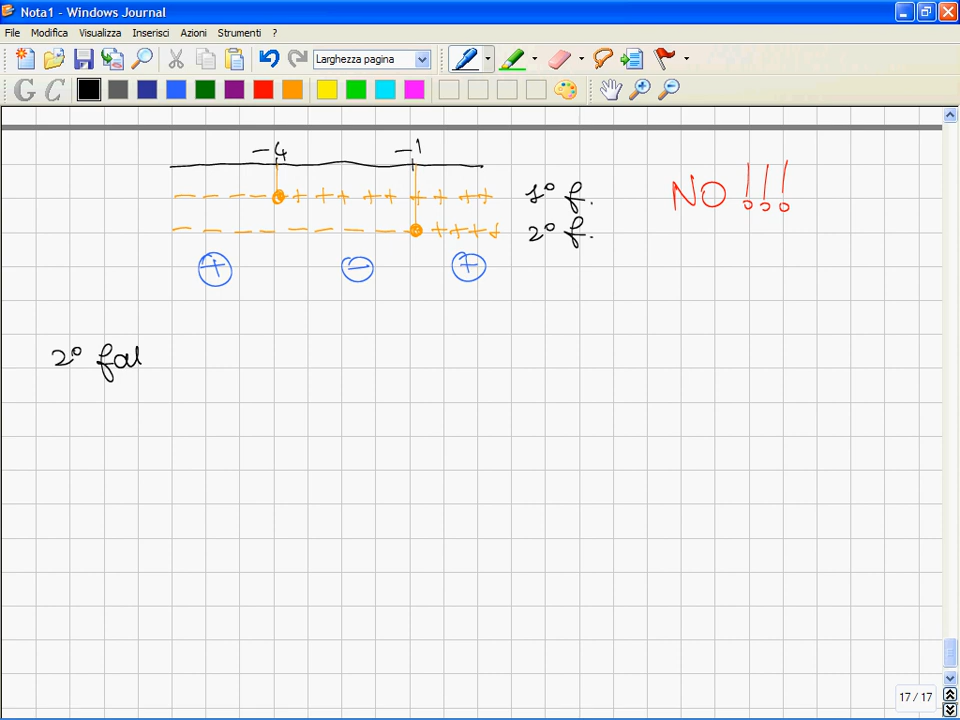 Nota1 - Windows Journal
File Modifica Visualizza Inserisci Azioni Strumenti ?
Larghezza pagina
G C
-4 -1
- - - - + + + + + + + + + 1° f. NO !!!
- - - - - - - - + + + + 2° f.
+ - +
2° fat
17 / 17